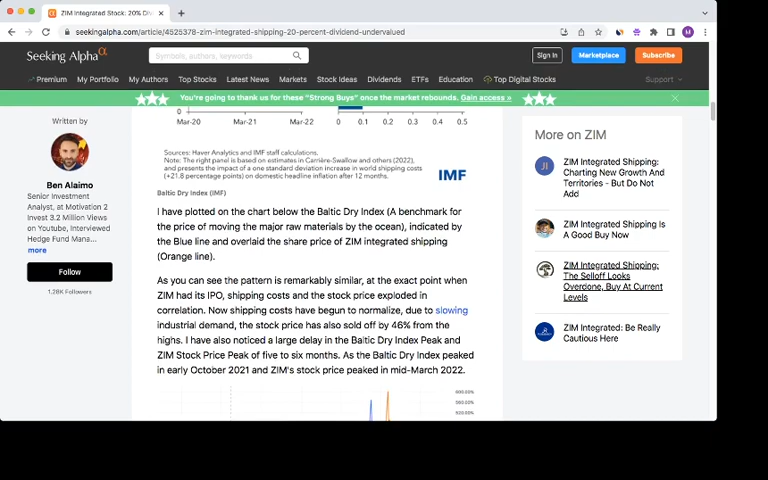 ZIM Integrated Stock: 20% Div
seekingalpha.com/article/4525378-zim-integrated-shipping-20-percent-dividend-undervalued
M
Seeking Alpha α
Symbols, authors, keywords
Sign In
Marketplace
Subscribe
Premium
My Portfolio
My Authors
Top Stocks
Latest News
Markets
Stock Ideas
Dividends
ETFs
Education
Top Digital Stocks
Support
You're going to thank us for these "Strong Buys" once the market rebounds. Gain access »
Written by
Ben Alaimo
Senior Investment
Analyst, at Motivation 2
Invest 3.2 Million Views
on Youtube, Interviewed
Hedge Fund Mana...
more
Follow
1.28K Followers
0
Mar-20 Mar-21 Mar-22
0 0.1 0.2 0.3 0.4 0.5
Sources: Haver Analytics and IMF staff calculations.
Note: The right panel is based on estimates in Carrière-Swallow and others (2022),
and presents the impact of a one standard deviation increase in world shipping costs
(+21.8 percentage points) on domestic headline inflation after 12 months.
IMF
Baltic Dry Index (IMF)
I have plotted on the chart below the Baltic Dry Index (A benchmark for
the price of moving the major raw materials by the ocean), indicated by
the Blue line and overlaid the share price of ZIM integrated shipping
(Orange line).
As you can see the pattern is remarkably similar, at the exact point when
ZIM had its IPO, shipping costs and the stock price exploded in
correlation. Now shipping costs have begun to normalize, due to slowing
industrial demand, the stock price has also sold off by 46% from the
highs. I have also noticed a large delay in the Baltic Dry Index Peak and
ZIM Stock Price Peak of five to six months. As the Baltic Dry Index peaked
in early October 2021 and ZIM's stock price peaked in mid-March 2022.
More on ZIM
JI
ZIM Integrated Shipping:
Charting New Growth And
Territories - But Do Not
Add
ZIM Integrated Shipping Is
A Good Buy Now
ZIM Integrated Shipping:
The Selloff Looks
Overdone, Buy At Current
Levels
ZIM Integrated: Be Really
Cautious Here